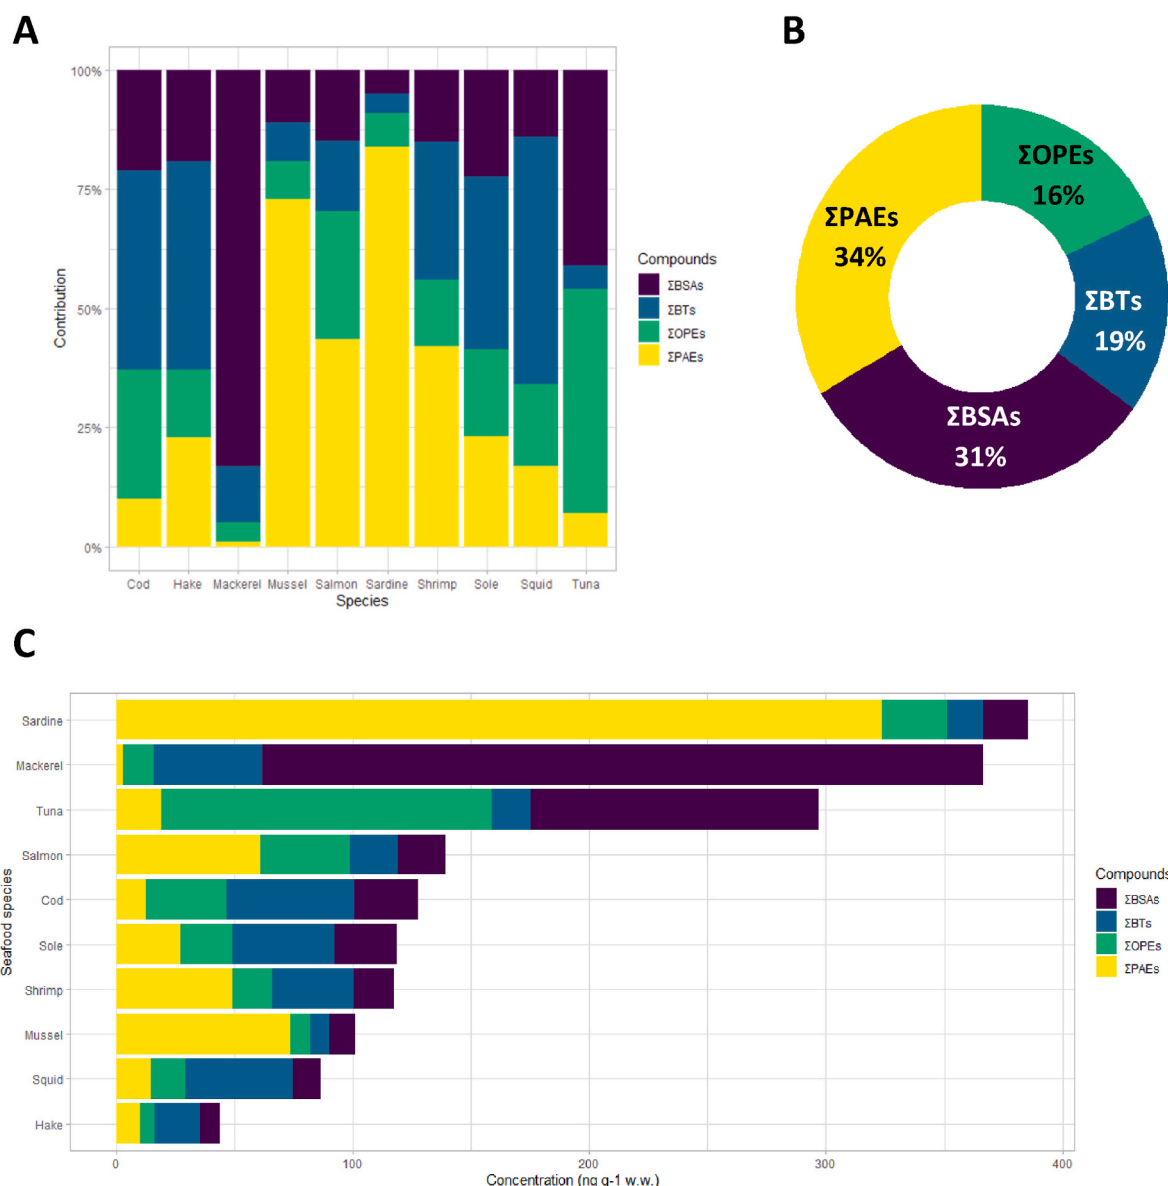 A
100%
75%
50%
25%
0%
Contribution
Cod Hake Mackerel Mussel Salmon Sardine Shrimp Sole Squid Tuna
Species
Compounds
ΣBSAs
ΣBTs
ΣOPEs
ΣPAEs
B
ΣOPEs
16%
ΣPAEs
34%
ΣBTs
19%
ΣBSAs
31%
C
Seafood species
Sardine
Mackerel
Tuna
Salmon
Cod
Sole
Shrimp
Mussel
Squid
Hake
0 100 200 300 400
Concentration (ng g-1 w.w.)
Compounds
ΣBSAs
ΣBTs
ΣOPEs
ΣPAEs